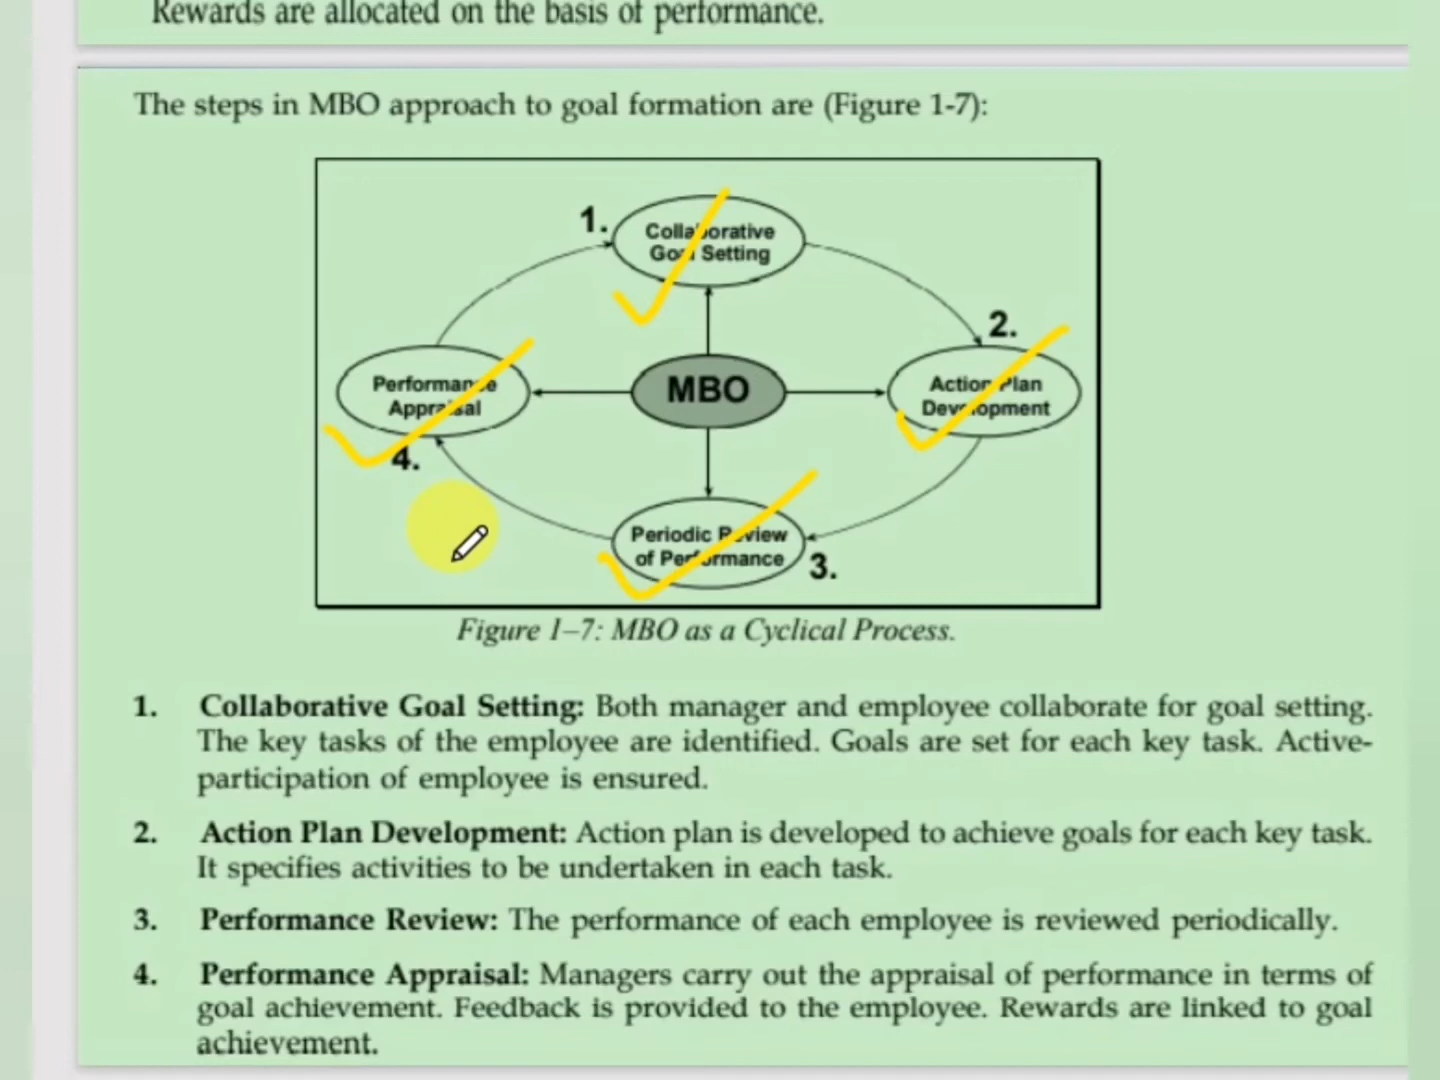 Rewards are allocated on the basis of performance.
The steps in MBO approach to goal formation are (Figure 1-7):
1.
Collaborative
Goal Setting
2.
Performance
Appraisal
MBO
Action Plan
Development
4.
Periodic Review
of Performance
3.
Figure 1–7: MBO as a Cyclical Process.
1. Collaborative Goal Setting: Both manager and employee collaborate for goal setting.
The key tasks of the employee are identified. Goals are set for each key task. Active-
participation of employee is ensured.
2. Action Plan Development: Action plan is developed to achieve goals for each key task.
It specifies activities to be undertaken in each task.
3. Performance Review: The performance of each employee is reviewed periodically.
4. Performance Appraisal: Managers carry out the appraisal of performance in terms of
goal achievement. Feedback is provided to the employee. Rewards are linked to goal
achievement.